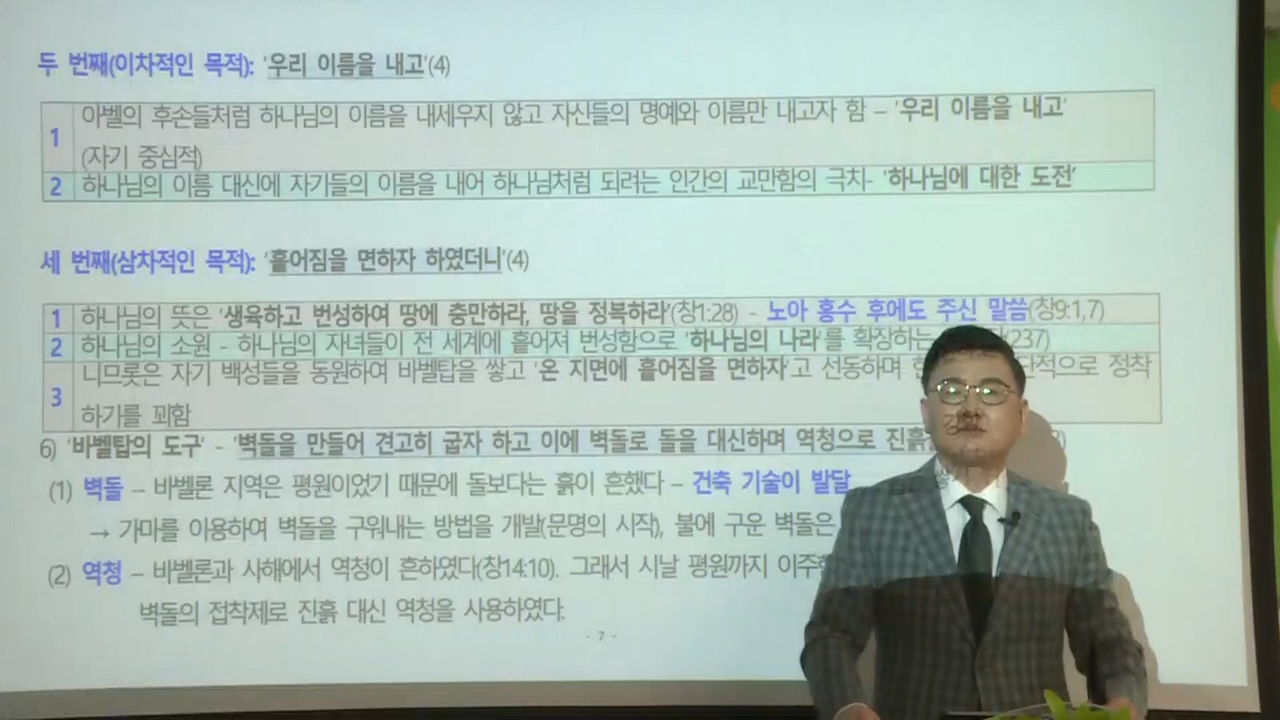 두 번째(이차적인 목적): '우리 이름을 내고'(4)
1 아벨의 후손들처럼 하나님의 이름을 내세우지 않고 자신들의 명예와 이름만 내고자 함 – '우리 이름을 내고'
(자기 중심적)
2 하나님의 이름 대신에 자기들의 이름을 내어 하나님처럼 되려는 인간의 교만함의 극치- '하나님에 대한 도전'
세 번째(삼차적인 목적): '흩어짐을 면하자 하였더니'(4)
1 하나님의 뜻은 '생육하고 번성하여 땅에 충만하라, 땅을 정복하라'(창1:28) - 노아 홍수 후에도 주신 말씀(창9:1,7)
2 하나님의 소원 - 하나님의 자녀들이 전 세계에 흩어져 번성함으로 '하나님의 나라'를 확장하는 237)
3 니므롯은 자기 백성들을 동원하여 바벨탑을 쌓고 '온 지면에 흩어짐을 면하자'고 선동하며 정착
하기를 꾀함
6) '바벨탑의 도구' - '벽돌을 만들어 견고히 굽자 하고 이에 벽돌로 돌을 대신하며 역청으로 진흙
(1) 벽돌 – 바벨론 지역은 평원이었기 때문에 돌보다는 흙이 흔했다 – 건축 기술이 발달
→ 가마를 이용하여 벽돌을 구워내는 방법을 개발(문명의 시작), 불에 구운 벽돌은
(2) 역청 – 바벨론과 사해에서 역청이 흔하였다(창14:10). 그래서 시날 평원까지
벽돌의 접착제로 진흙 대신 역청을 사용하였다.
- 7 -